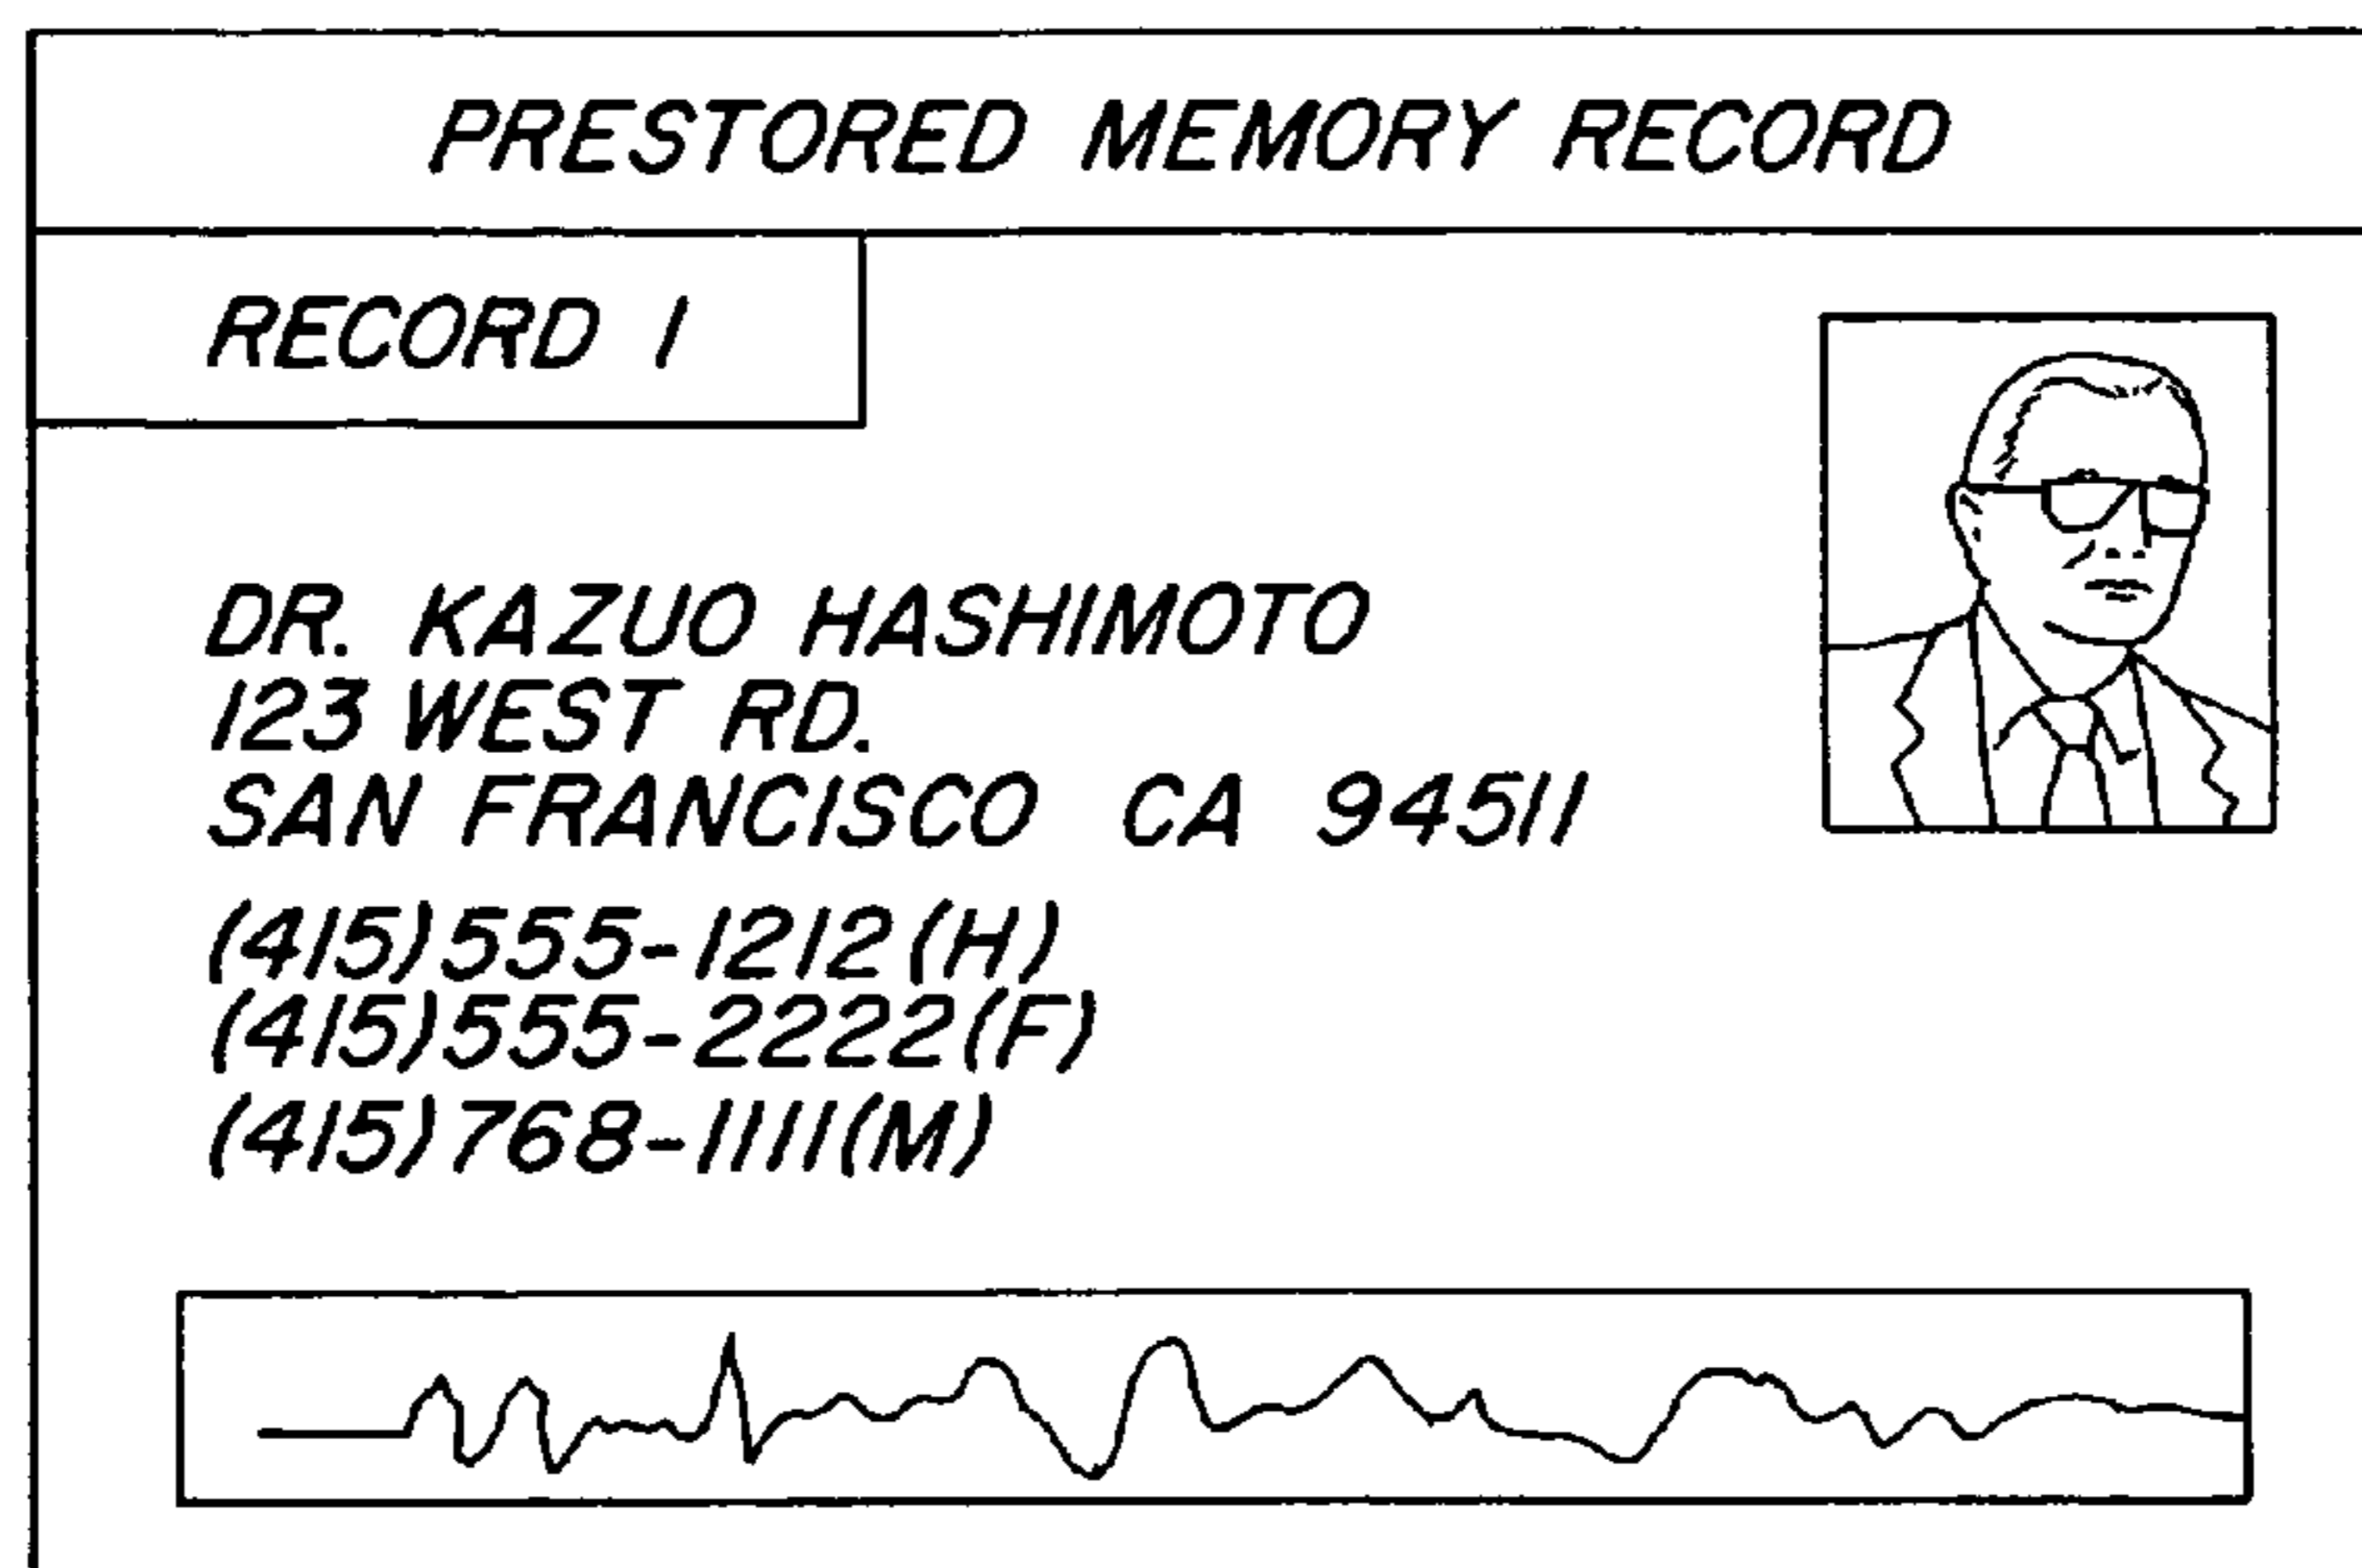 PRESTORED MEMORY RECORD
RECORD 1
DR. KAZUO HASHIMOTO
123 WEST RD.
SAN FRANCISCO CA 94511
(415)555-1212(H)
(415)555-2222(F)
(415)768-1111(M)